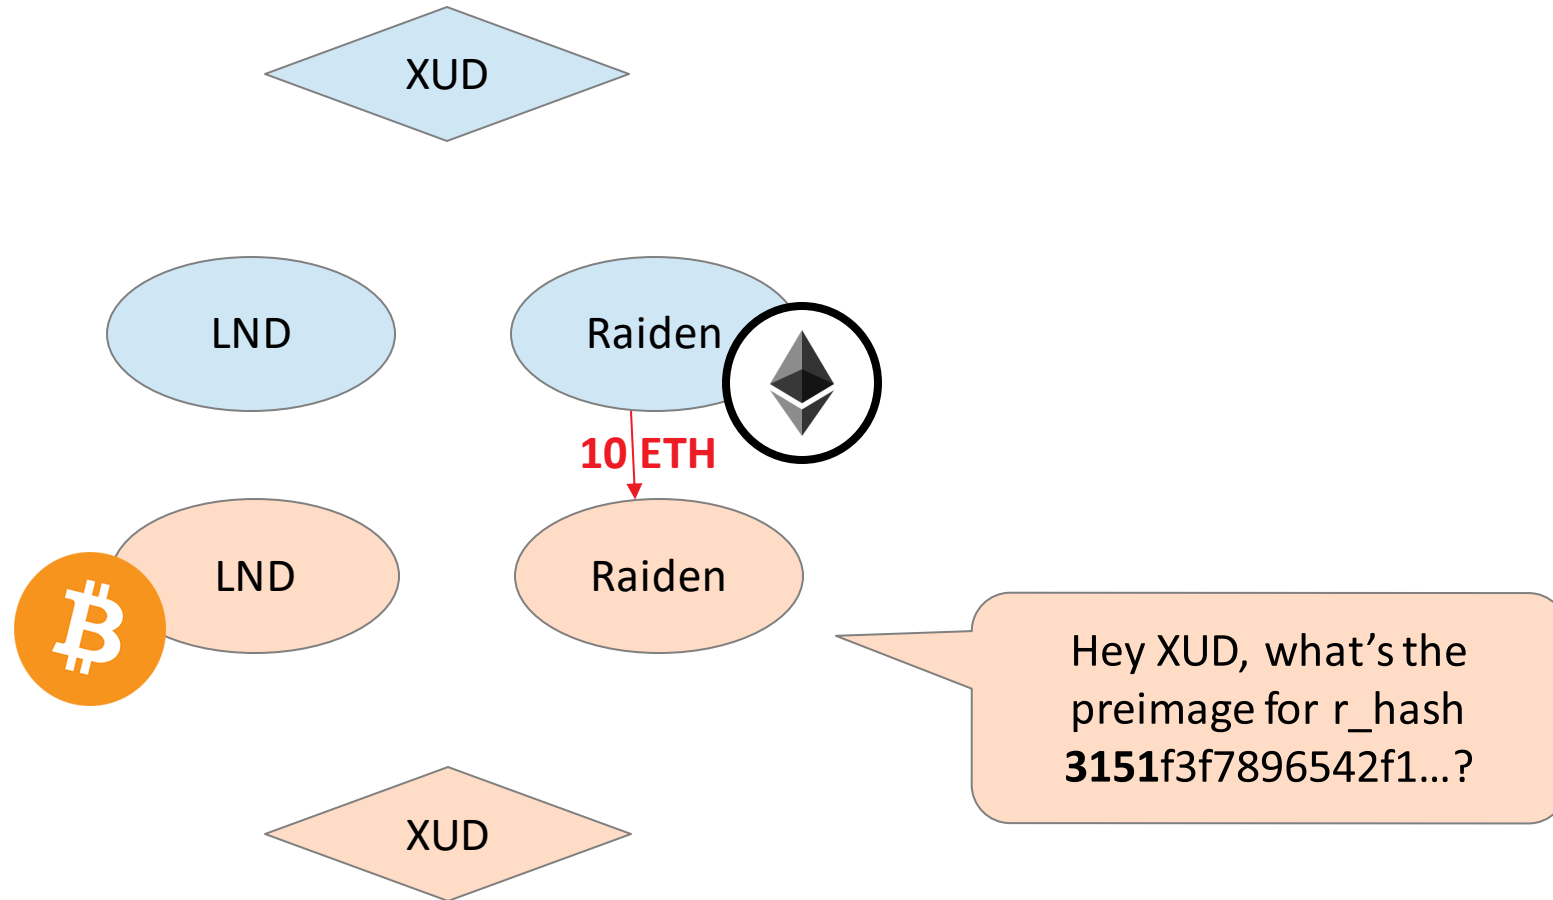 XUD
LND
Raiden
10 ETH
LND
Raiden
Hey XUD, what’s the
preimage for r_hash
3151f3f7896542f1...?
XUD